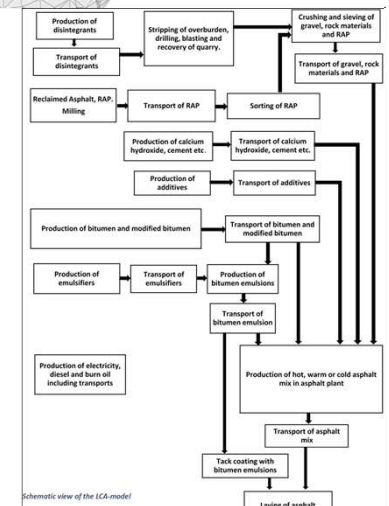 Production of
disintegrants
Transport of
disintegrants
Stripping of overburden,
drilling, blasting and
recovery of quarry.
Crushing and sieving of
gravel, rock materials
and RAP
Transport of gravel, rock
materials and RAP
Reclaimed Asphalt, RAP.
Milling
Transport of RAP
Sorting of RAP
Production of calcium
hydroxide, cement etc.
Transport of calcium
hydroxide, cement etc.
Production of
additives
Transport of additives
Production of bitumen and modified bitumen
Transport of bitumen and
modified bitumen
Production of
emulsifiers
Transport of
emulsifiers
Production of
bitumen emulsions
Transport of
bitumen emulsion
Production of electricity,
diesel and burn oil
including transports
Production of hot, warm or cold asphalt
mix in asphalt plant
Transport of asphalt
mix
Tack coating with
bitumen emulsions
Laying of asphalt
Schematic view of the LCA-model